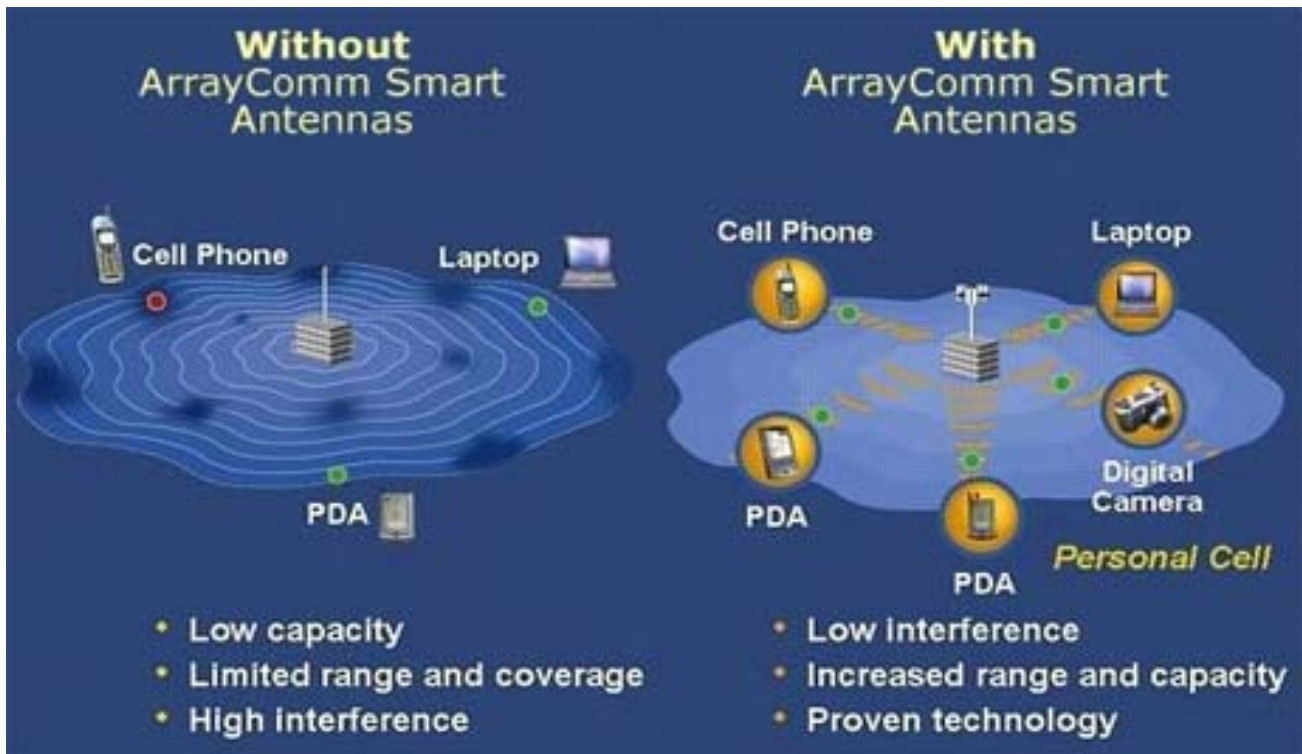 Without
ArrayComm Smart
Antennas
Cell Phone
Laptop
PDA
• Low capacity
• Limited range and coverage
• High interference
With
ArrayComm Smart
Antennas
Cell Phone
Laptop
PDA
Digital
Camera
PDA
Personal Cell
• Low interference
• Increased range and capacity
• Proven technology